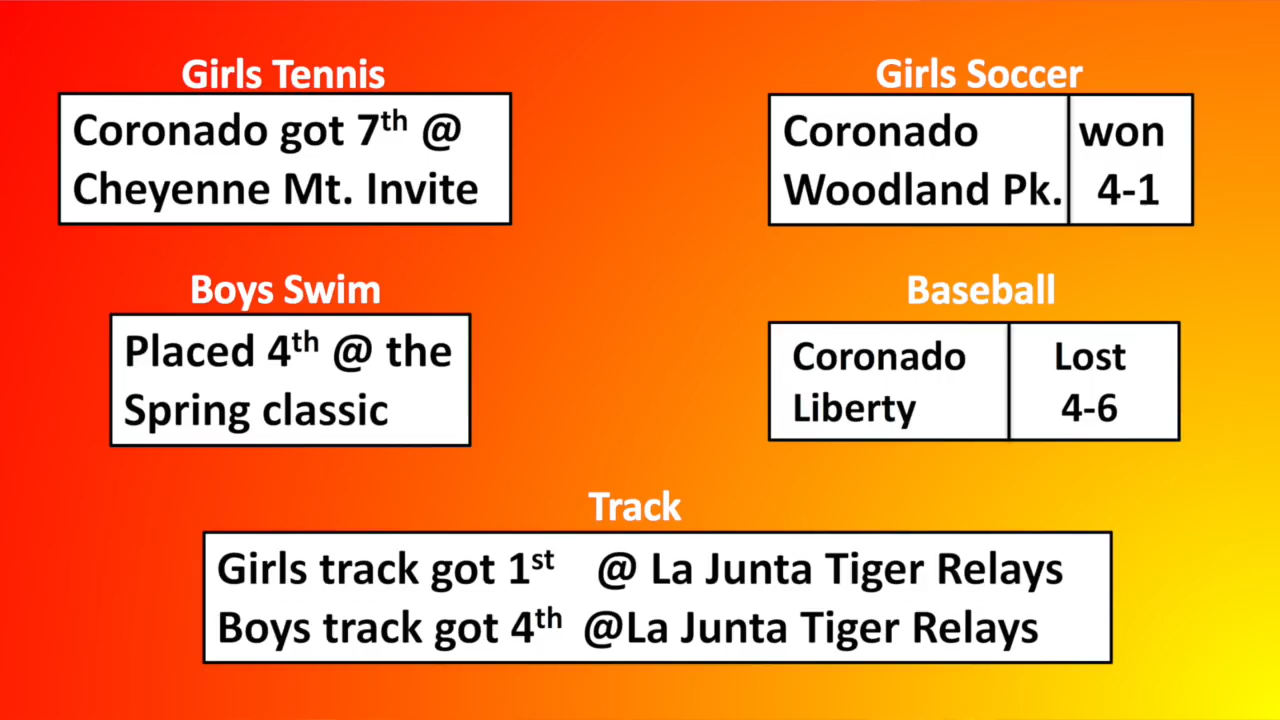 Girls Tennis
Coronado got 7th @
Cheyenne Mt. Invite
Girls Soccer
Coronado won
Woodland Pk. 4-1
Boys Swim
Placed 4th @ the
Spring classic
Baseball
Coronado Lost
Liberty 4-6
Track
Girls track got 1st @ La Junta Tiger Relays
Boys track got 4th @La Junta Tiger Relays